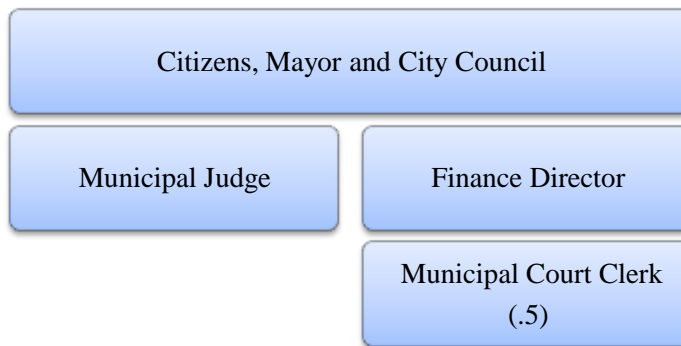 Citizens, Mayor and City Council
Municipal Judge
Finance Director
Municipal Court Clerk
(.5)